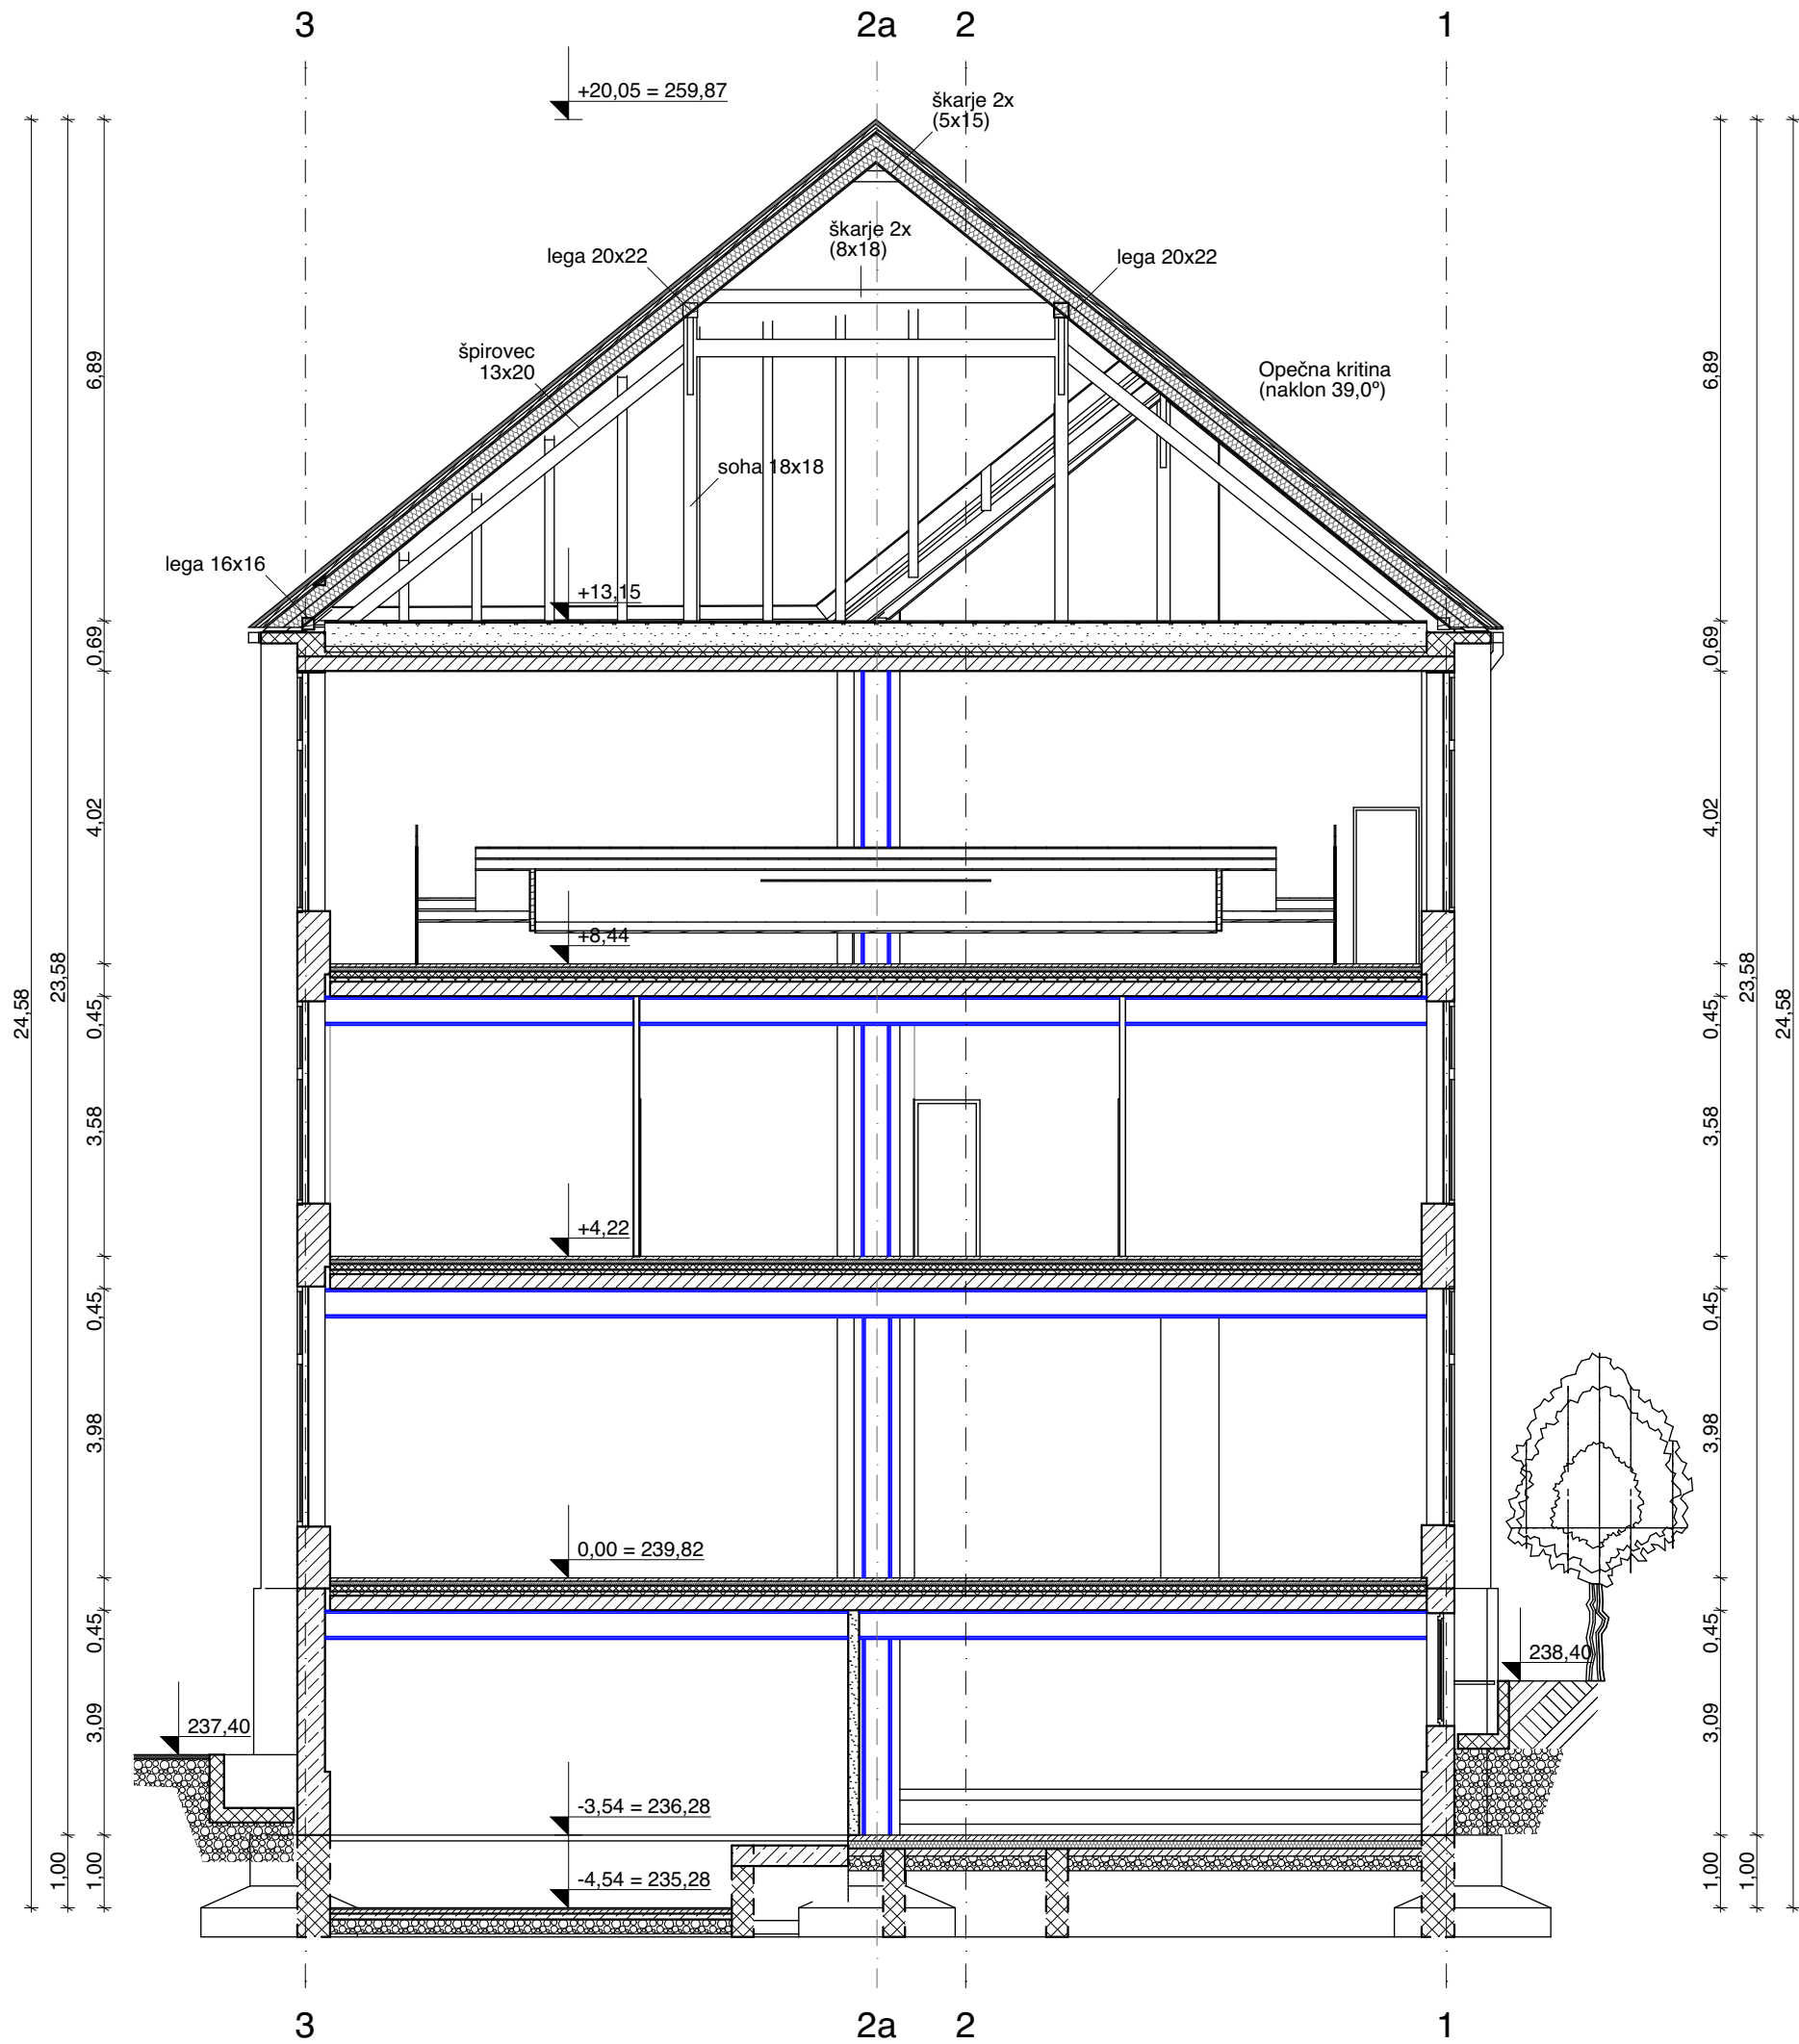 3
2a
2
1
+20,05 = 259,87
škarje 2x
(5x15)
škarje 2x
(8x18)
lega 20x22
lega 20x22
špirovec
13x20
Opečna kritina
(naklon 39,0º)
soha 18x18
lega 16x16
+13,15
+8,44
+4,22
0,00 = 239,82
238,40
237,40
-3,54 = 236,28
-4,54 = 235,28
24,58
23,58
1,00
6,89
0,69
4,02
0,45
3,58
0,45
3,98
0,45
3,09
1,00
6,89
0,69
4,02
0,45
3,58
0,45
3,98
0,45
3,09
1,00
23,58
1,00
24,58
3
2a
2
1